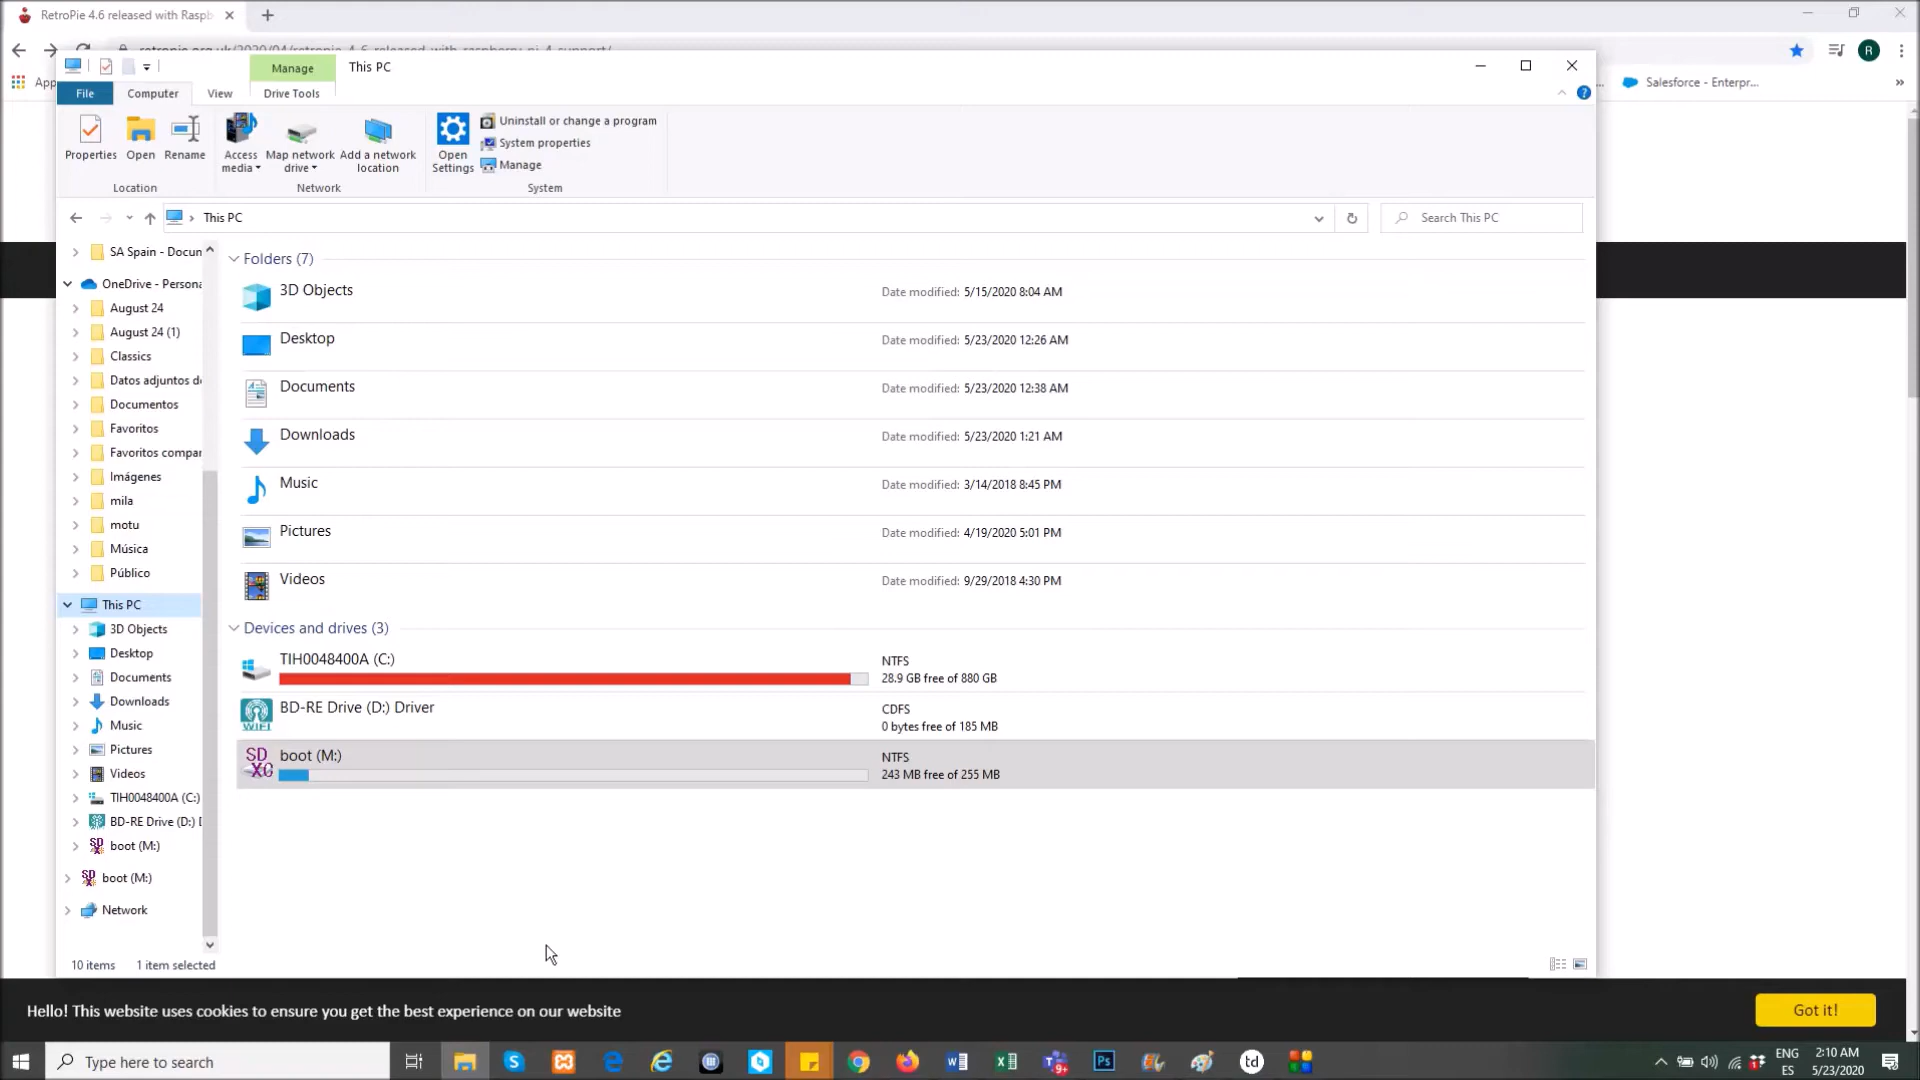 RetroPie 4.6 released with Raspb
This PC
Manage
File
Computer
View
Drive Tools
App
Salesforce - Enterpr...
Properties
Open
Rename
Access media
Map network drive
Add a network location
Open Settings
Uninstall or change a program
System properties
Manage
Location
Network
System
This PC
Search This PC
SA Spain - Docun
OneDrive - Persona
August 24
August 24 (1)
Classics
Datos adjuntos de
Documentos
Favoritos
Favoritos compar
Imágenes
mila
motu
Música
Público
This PC
3D Objects
Desktop
Documents
Downloads
Music
Pictures
Videos
TIH0048400A (C:)
BD-RE Drive (D:) D
boot (M:)
boot (M:)
Network
Folders (7)
3D Objects
Date modified: 5/15/2020 8:04 AM
Desktop
Date modified: 5/23/2020 12:26 AM
Documents
Date modified: 5/23/2020 12:38 AM
Downloads
Date modified: 5/23/2020 1:21 AM
Music
Date modified: 3/14/2018 8:45 PM
Pictures
Date modified: 4/19/2020 5:01 PM
Videos
Date modified: 9/29/2018 4:30 PM
Devices and drives (3)
TIH0048400A (C:)
NTFS
28.9 GB free of 880 GB
BD-RE Drive (D:) Driver
CDFS
0 bytes free of 185 MB
boot (M:)
NTFS
243 MB free of 255 MB
10 items
1 item selected
Hello! This website uses cookies to ensure you get the best experience on our website
Got it!
Type here to search
ENG
ES
2:10 AM
5/23/2020